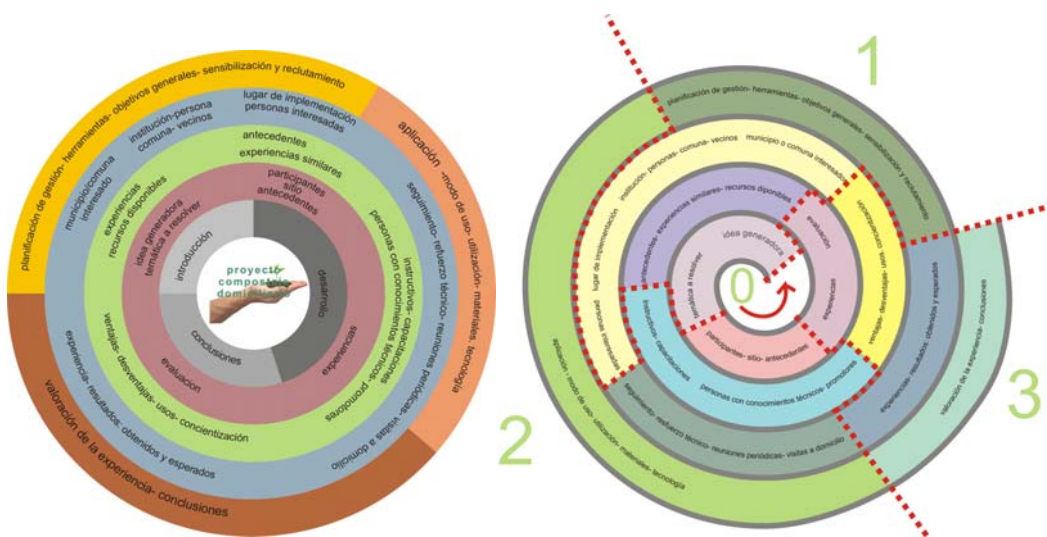 planificación de gestión- herramientas- objetivos generales- sensibilización y reclutamiento
aplicación -modo de uso- utilización- materiales, tecnología
valoración de la experiencia- conclusiones
municipio/comuna
interesado
institución-persona
comuna- vecinos
lugar de implementación
personas interesadas
seguimiento- refuerzo técnico- reuniones periódicas- visitas a domicilio
experiencia- resultados: obtenidos y esperados
experiencias
recursos disponibles
antecedentes
experiencias similares
instructivos- capacitaciones
personas con conocimientos técnicos- promotores
ventajas- desventajas- usos- concientización
idea generadora
temática a resolver
participantes
sitio
antecedentes
experiencias
evaluacion
introducción
desarrollo
conclusiones
proyecto
compostaje
domiciliario
1
planificación de gestión- herramientas- objetivos generales- sensibilización y reclutamiento
institución- personas- comuna- vecinos
municipio o comuna interesados
lugar de implementación
personas interesadas
antecedentes- experiencias similares- recursos diponibles
idea generadora
temática a resolver
evaluación
experiencias
participantes- sitio- antecedentes
0
ventajas- desventajas- usos- concientización
instructivos- capacitaciones
personas con conocimientos técnicos- promotores
experiencias- resultados: obtenidos y esperados
valoración de la experiencia- conclusiones
seguimiento- resfuerzo técnico- reuniones periódicas- visitas a domicilio
aplicación- modo de uso- utilización- materiales- tecnología
2
3